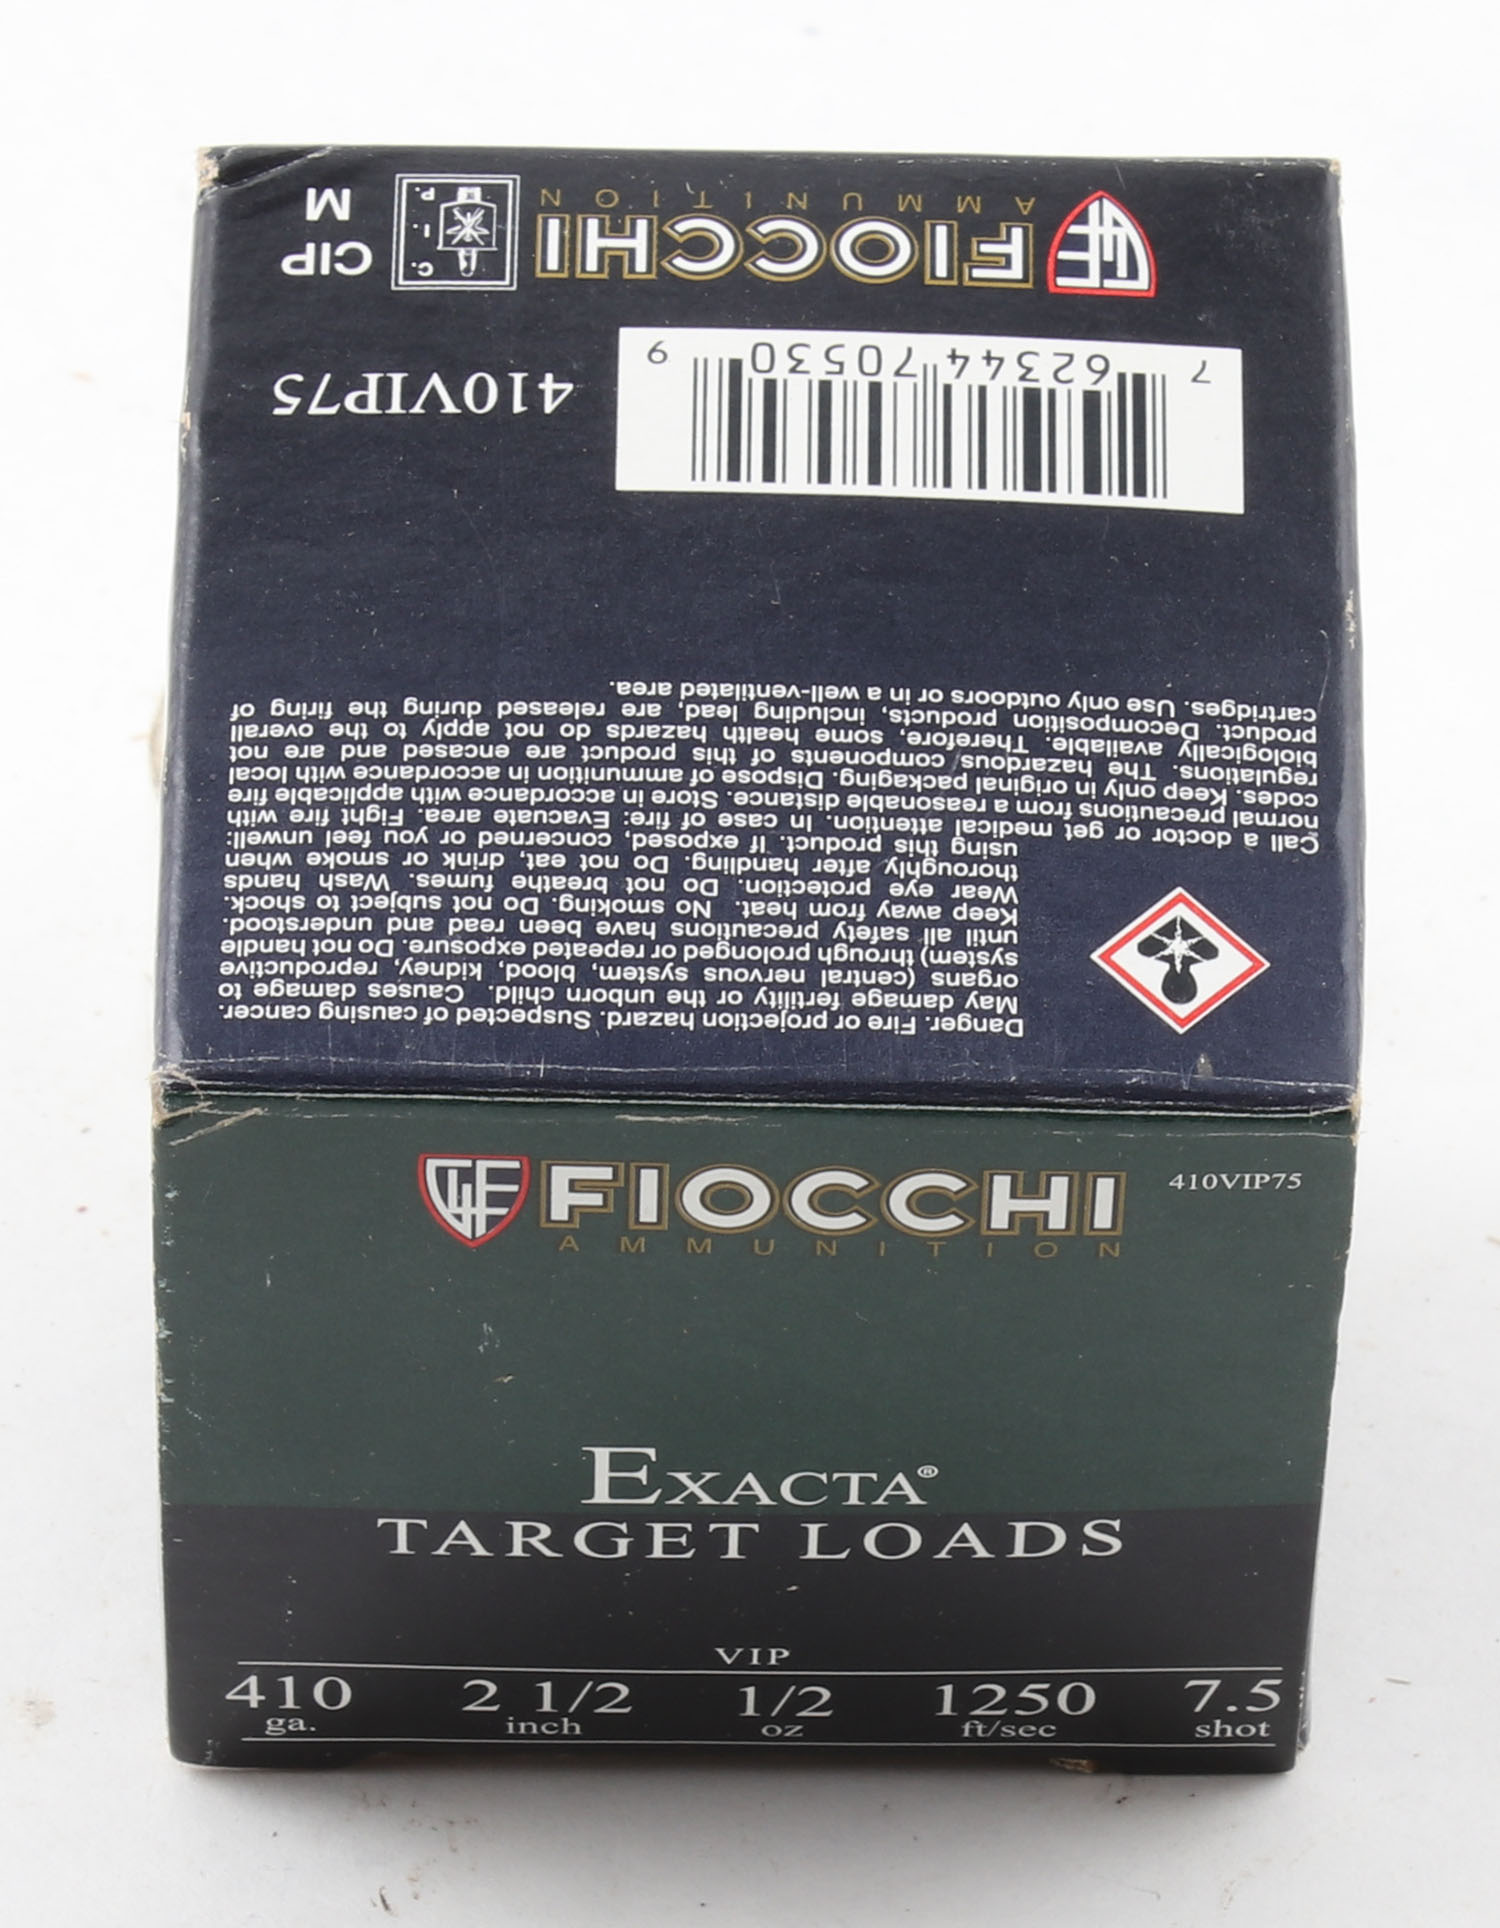 Danger. Fire or projection hazard. Suspected of causing cancer.
May damage fertility or the unborn child. Causes damage to
organs (central nervous system, blood, kidney, reproductive
system) through prolonged or repeated exposure. Do not handle
until all safety precautions have been read and understood.
Keep away from heat. No smoking. Do not subject to shock.
Wear eye protection. Do not breathe fumes. Wash hands
thoroughly after handling. Do not eat, drink or smoke when
using this product. If exposed, concerned or you feel unwell:
Call a doctor or get medical attention. In case of fire: Evacuate area. Fight fire with
normal precautions from a reasonable distance. Store in accordance with applicable fire
codes. Keep only in original packaging. Dispose of ammunition in accordance with local
regulations. The hazardous components of this product are encased and are not
biologically available. Therefore, some health hazards do not apply to the overall
product. Decomposition products, including lead, are released during the firing of
cartridges. Use only outdoors or in a well-ventilated area.
7 62344 70530 9
410VIP75
GFL FIOCCHI
AMMUNITION
C. I. P.
CIP
M
GFL FIOCCHI
AMMUNITION
410VIP75
EXACTA®
TARGET LOADS
VIP
410 2 1/2 1/2 1250 7.5
ga. inch oz ft/sec shot